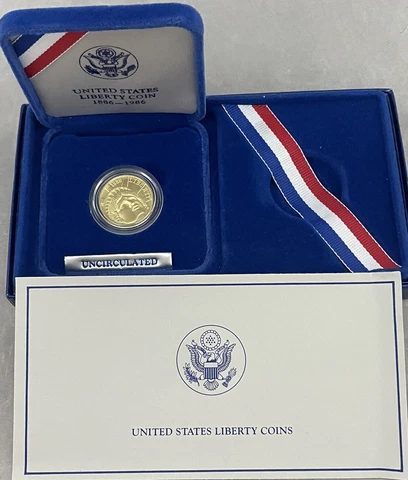 UNITED STATES
LIBERTY COIN
1886–1986
UNCIRCULATED
UNITED STATES LIBERTY COINS